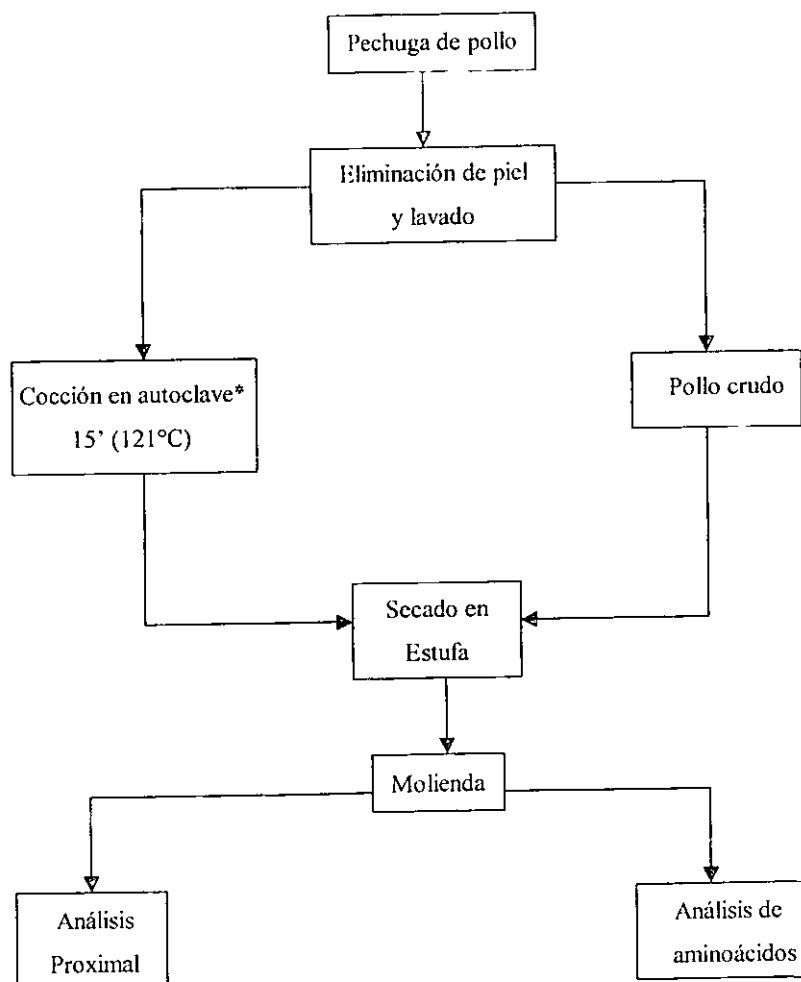 Pechuga de pollo
Eliminación de piel
y lavado
Cocción en autoclave*
15’ (121°C)
Pollo crudo
Secado en
Estufa
Molienda
Análisis
Proximal
Análisis de
aminoácidos